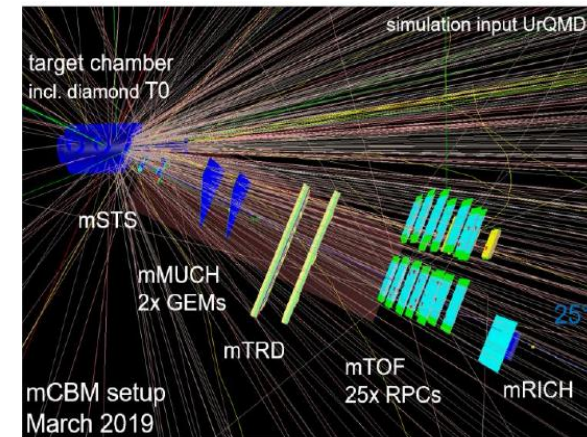 simulation input UrQMD
target chamber
incl. diamond T0
mSTS
mMUCH
2x GEMs
mTRD
mTOF
25x RPCs
25°
mRICH
mCBM setup
March 2019